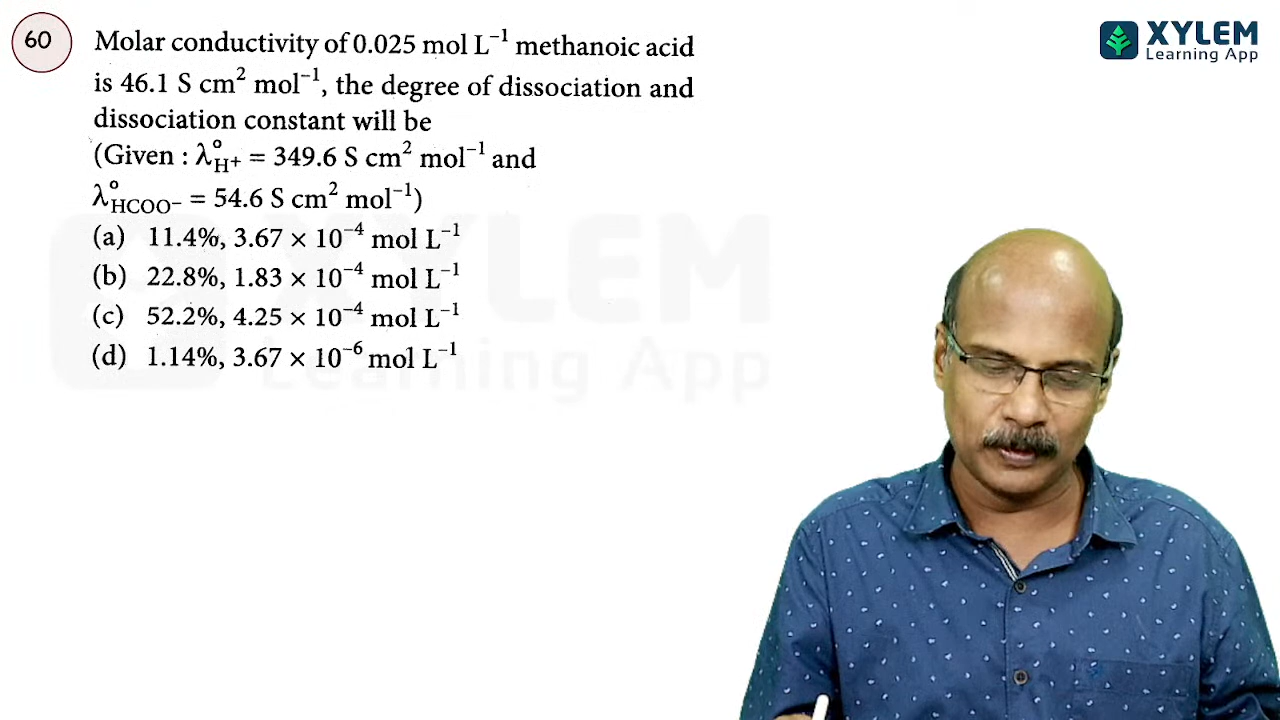 60
Molar conductivity of 0.025 mol L⁻¹ methanoic acid
is 46.1 S cm² mol⁻¹, the degree of dissociation and
dissociation constant will be
(Given : λ°H⁺ = 349.6 S cm² mol⁻¹ and
λ°HCOO⁻ = 54.6 S cm² mol⁻¹)
(a) 11.4%, 3.67 × 10⁻⁴ mol L⁻¹
(b) 22.8%, 1.83 × 10⁻⁴ mol L⁻¹
(c) 52.2%, 4.25 × 10⁻⁴ mol L⁻¹
(d) 1.14%, 3.67 × 10⁻⁶ mol L⁻¹
XYLEM
Learning App
XYLEM
Learning App